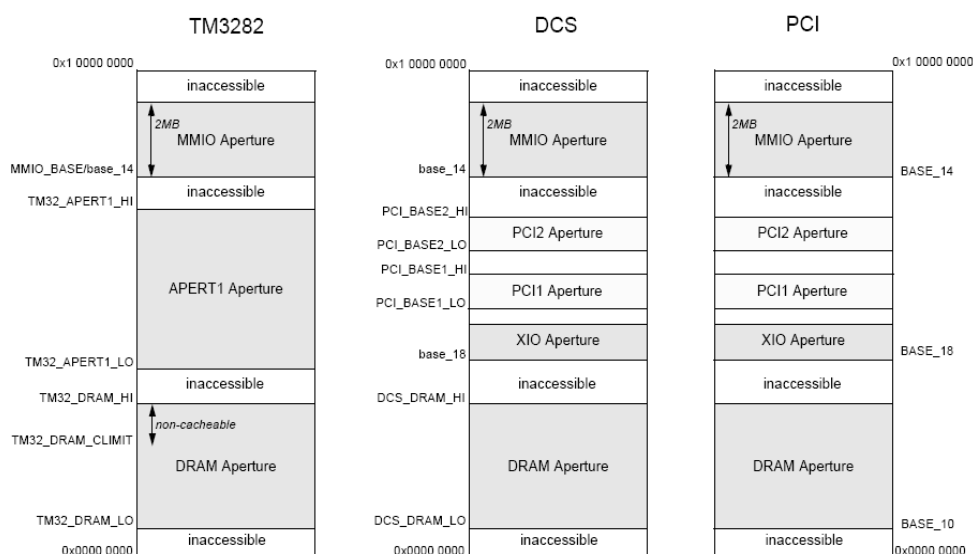 TM3282
DCS
PCI
0x1 0000 0000
0x1 0000 0000
0x1 0000 0000
inaccessible
inaccessible
inaccessible
2MB
2MB
2MB
MMIO Aperture
MMIO Aperture
MMIO Aperture
MMIO_BASE/base_14
base_14
BASE_14
inaccessible
inaccessible
inaccessible
TM32_APERT1_HI
PCI_BASE2_HI
PCI2 Aperture
PCI2 Aperture
PCI_BASE2_LO
PCI_BASE1_HI
APERT1 Aperture
PCI1 Aperture
PCI1 Aperture
PCI_BASE1_LO
XIO Aperture
XIO Aperture
base_18
BASE_18
TM32_APERT1_LO
inaccessible
inaccessible
inaccessible
TM32_DRAM_HI
DCS_DRAM_HI
non-cacheable
TM32_DRAM_CLIMIT
DRAM Aperture
DRAM Aperture
DRAM Aperture
TM32_DRAM_LO
DCS_DRAM_LO
BASE_10
inaccessible
inaccessible
inaccessible
0x0000 0000
0x0000 0000
0x0000 0000